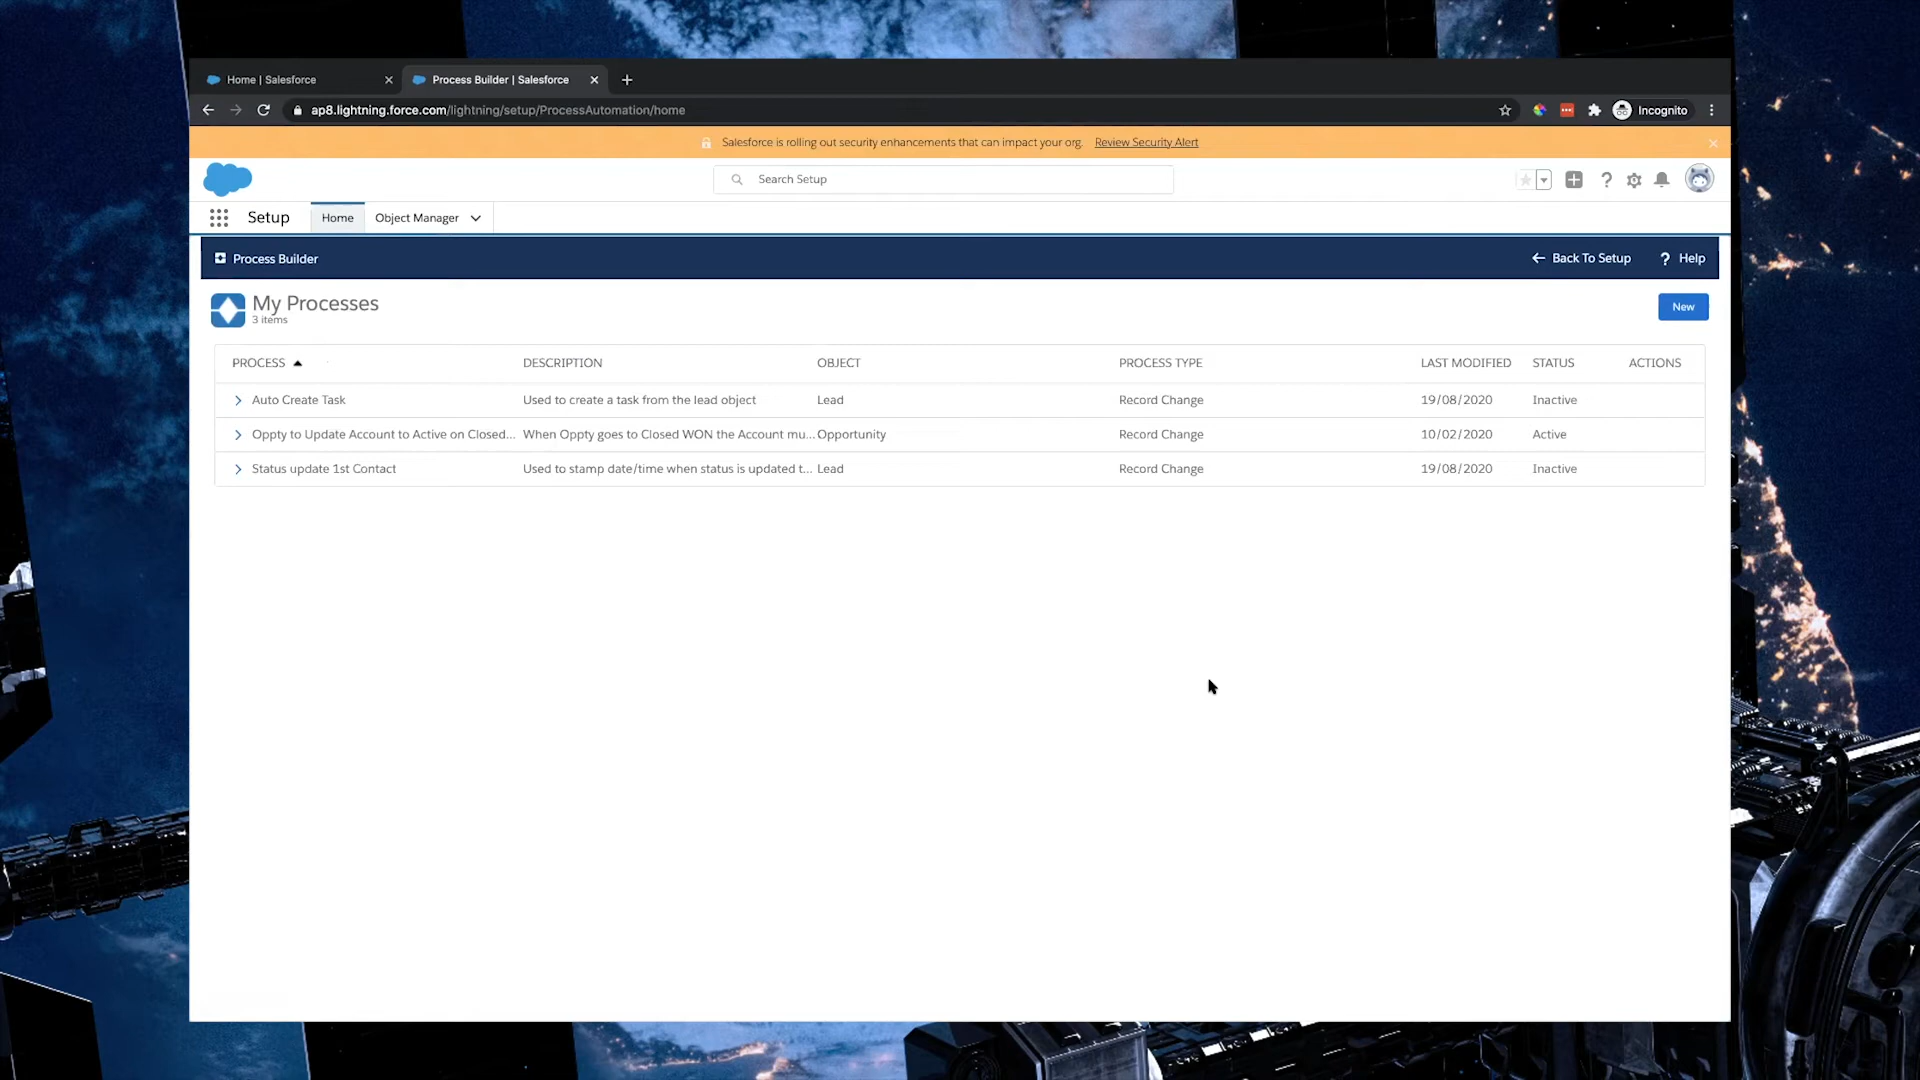 Home | Salesforce
Process Builder | Salesforce
ap8.lightning.force.com/lightning/setup/ProcessAutomation/home
Incognito
Salesforce is rolling out security enhancements that can impact your org. Review Security Alert
Search Setup
Setup
Home
Object Manager
Process Builder
Back To Setup
? Help
My Processes
3 items
New
PROCESS DESCRIPTION OBJECT PROCESS TYPE LAST MODIFIED STATUS ACTIONS
Auto Create Task Used to create a task from the lead object Lead Record Change 19/08/2020 Inactive
Oppty to Update Account to Active on Closed... When Oppty goes to Closed WON the Account mu... Opportunity Record Change 10/02/2020 Active
Status update 1st Contact Used to stamp date/time when status is updated t... Lead Record Change 19/08/2020 Inactive